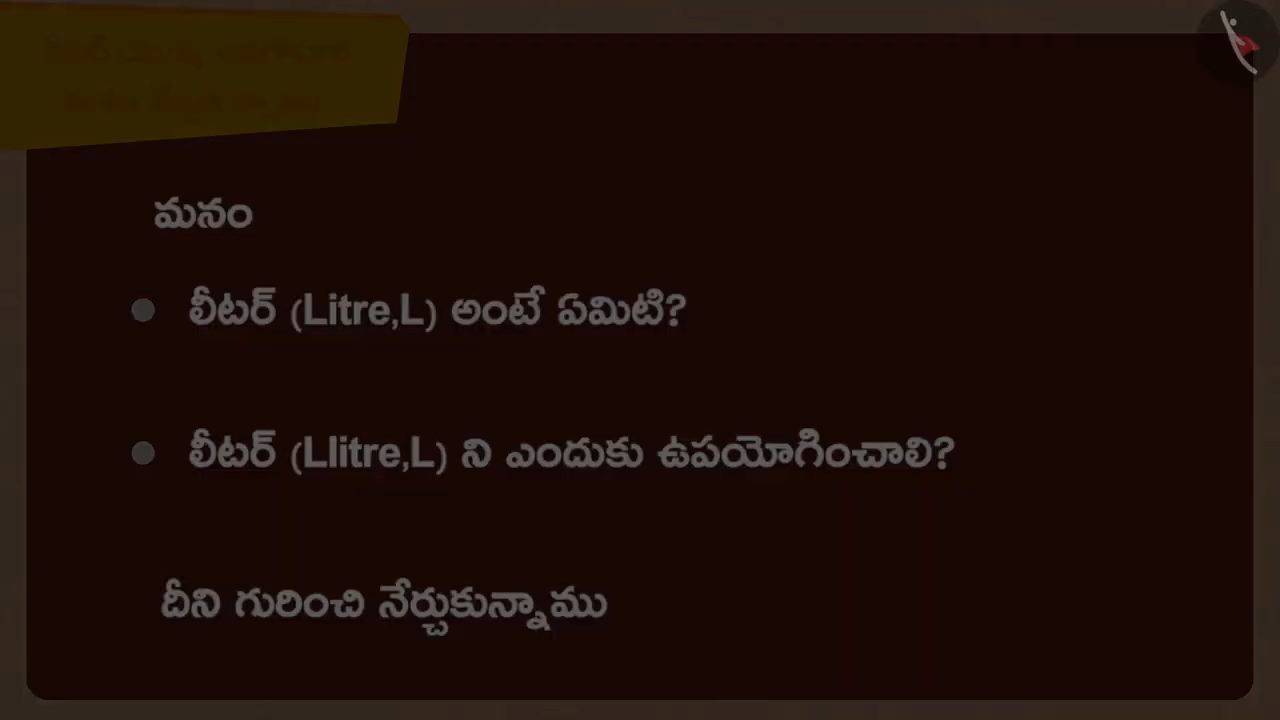 మనం
లీటర్ (Litre,L) అంటే ఏమిటి?
లీటర్ (Llitre,L) ని ఎందుకు ఉపయోగించాలి?
దీని గురించి నేర్చుకున్నాము